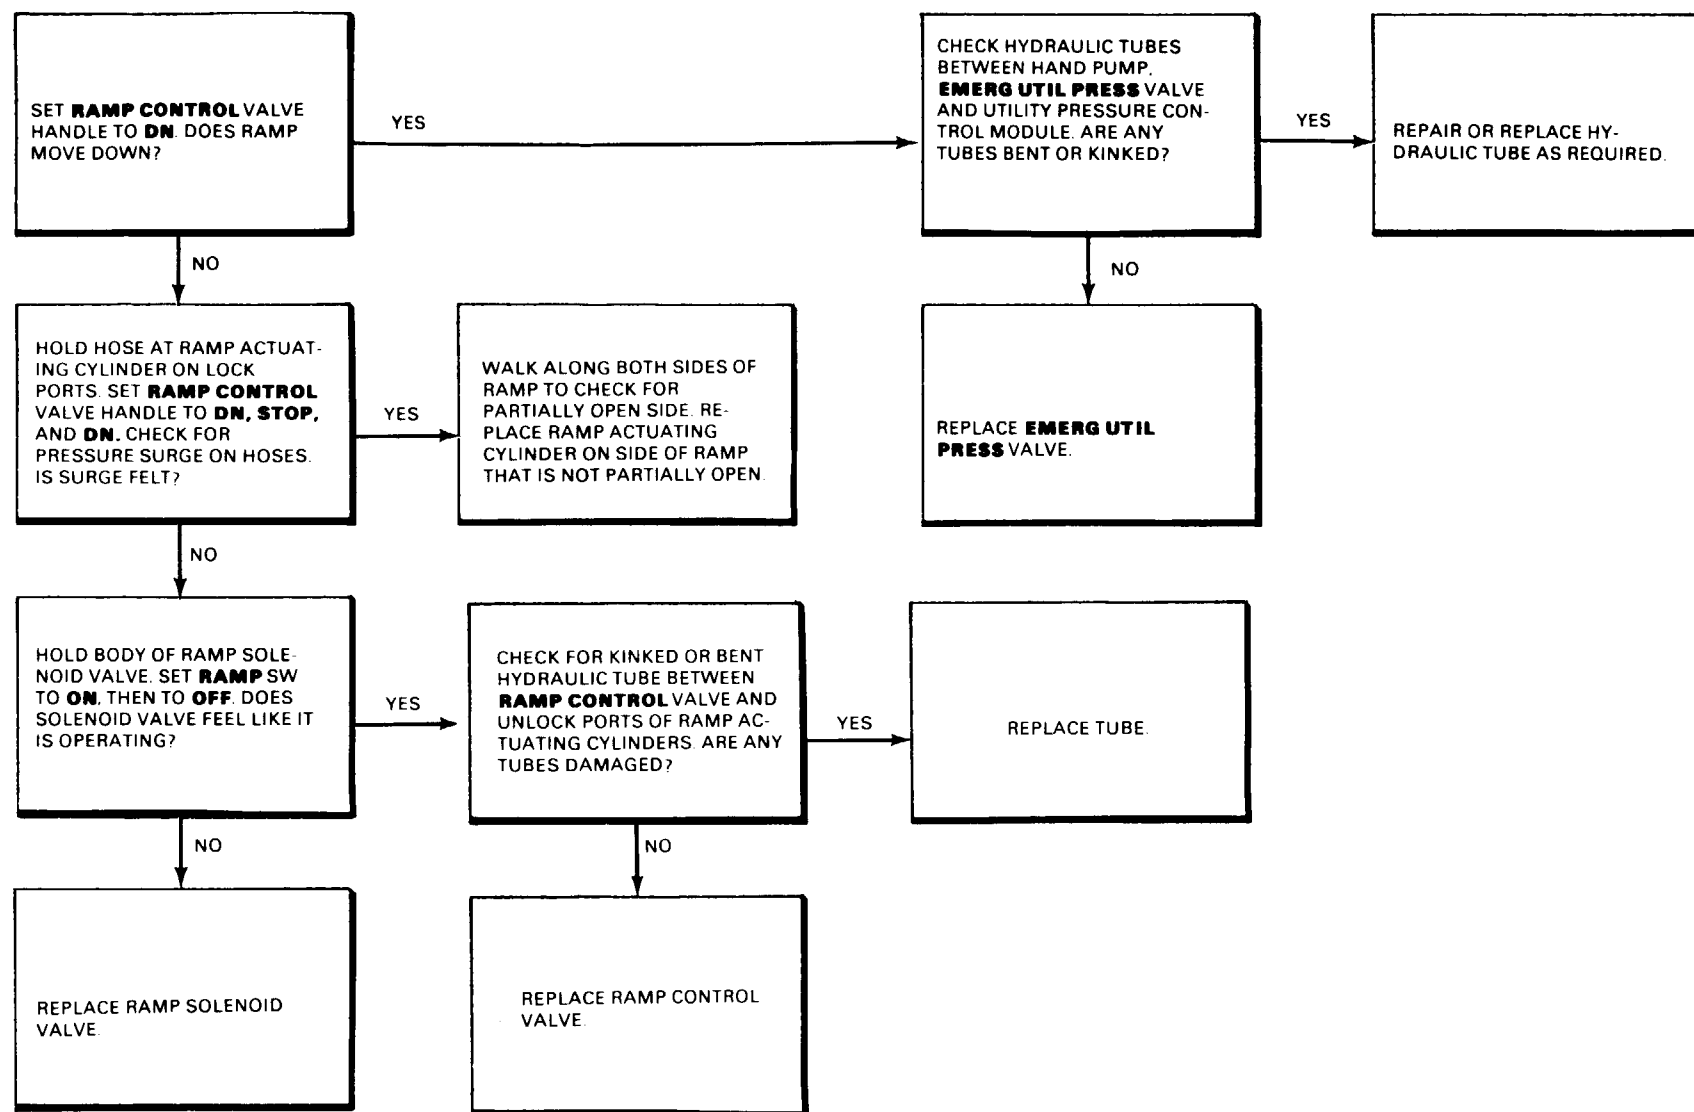 SET RAMP CONTROL VALVE
HANDLE TO DN. DOES RAMP
MOVE DOWN?
YES
CHECK HYDRAULIC TUBES
BETWEEN HAND PUMP,
EMERG UTIL PRESS VALVE
AND UTILITY PRESSURE CON-
TROL MODULE. ARE ANY
TUBES BENT OR KINKED?
YES
REPAIR OR REPLACE HY-
DRAULIC TUBE AS REQUIRED.
NO
NO
HOLD HOSE AT RAMP ACTUAT-
ING CYLINDER ON LOCK
PORTS. SET RAMP CONTROL
VALVE HANDLE TO DN, STOP,
AND DN. CHECK FOR
PRESSURE SURGE ON HOSES.
IS SURGE FELT?
YES
WALK ALONG BOTH SIDES OF
RAMP TO CHECK FOR
PARTIALLY OPEN SIDE. RE-
PLACE RAMP ACTUATING
CYLINDER ON SIDE OF RAMP
THAT IS NOT PARTIALLY OPEN.
REPLACE EMERG UTIL
PRESS VALVE.
NO
HOLD BODY OF RAMP SOLE-
NOID VALVE. SET RAMP SW
TO ON, THEN TO OFF. DOES
SOLENOID VALVE FEEL LIKE IT
IS OPERATING?
YES
CHECK FOR KINKED OR BENT
HYDRAULIC TUBE BETWEEN
RAMP CONTROL VALVE AND
UNLOCK PORTS OF RAMP AC-
TUATING CYLINDERS. ARE ANY
TUBES DAMAGED?
YES
REPLACE TUBE.
NO
NO
REPLACE RAMP SOLENOID
VALVE.
REPLACE RAMP CONTROL
VALVE.